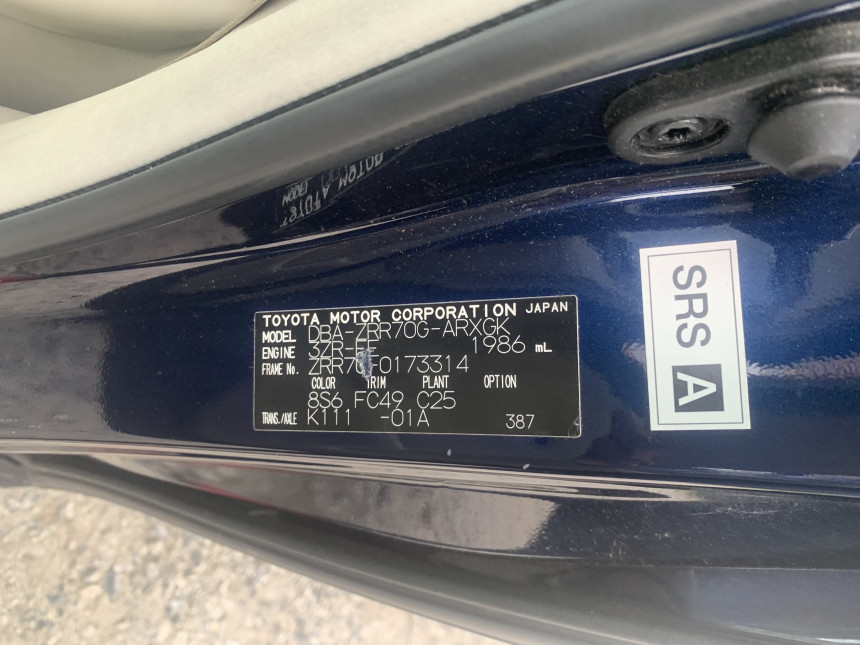 TOYOTA MOTOR CORPORATION JAPAN
MODEL DBA-ZRR70G-ARXGK
ENGINE 3ZR-FE 1986 mL
FRAME No. ZRR70-0173314
COLOR TRIM PLANT OPTION
8S6 FC49 C25
TRANS./AXLE K111 -01A 387
SRS A